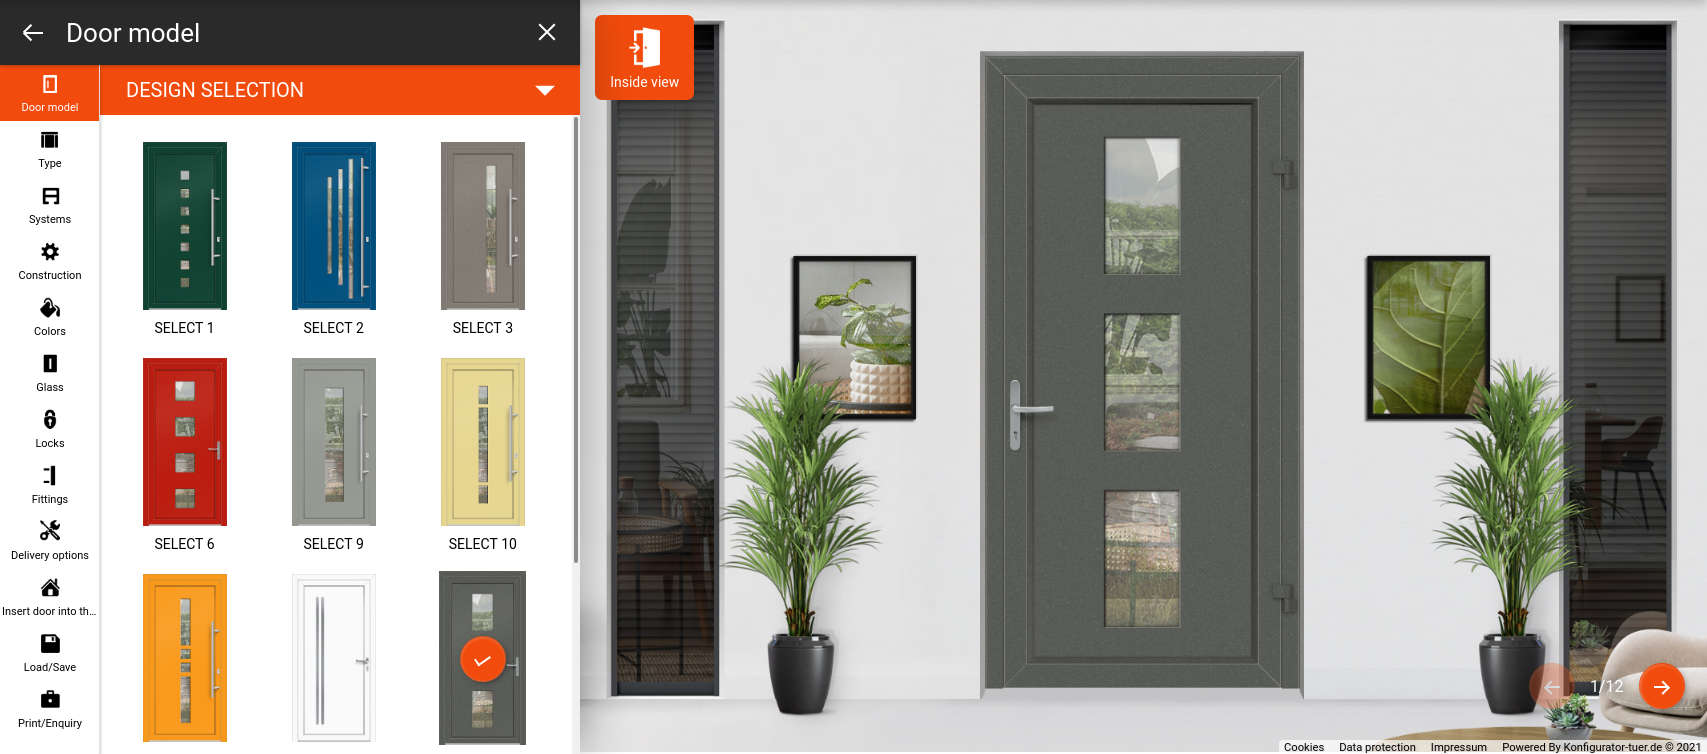 Door model
Door model
Type
Systems
Construction
Colors
Glass
Locks
Fittings
Delivery options
Insert door into th...
Load/Save
Print/Enquiry
DESIGN SELECTION
SELECT 1
SELECT 2
SELECT 3
SELECT 6
SELECT 9
SELECT 10
Inside view
1/12
Cookies Data protection Impressum Powered By Konfigurator-tuer.de © 2021